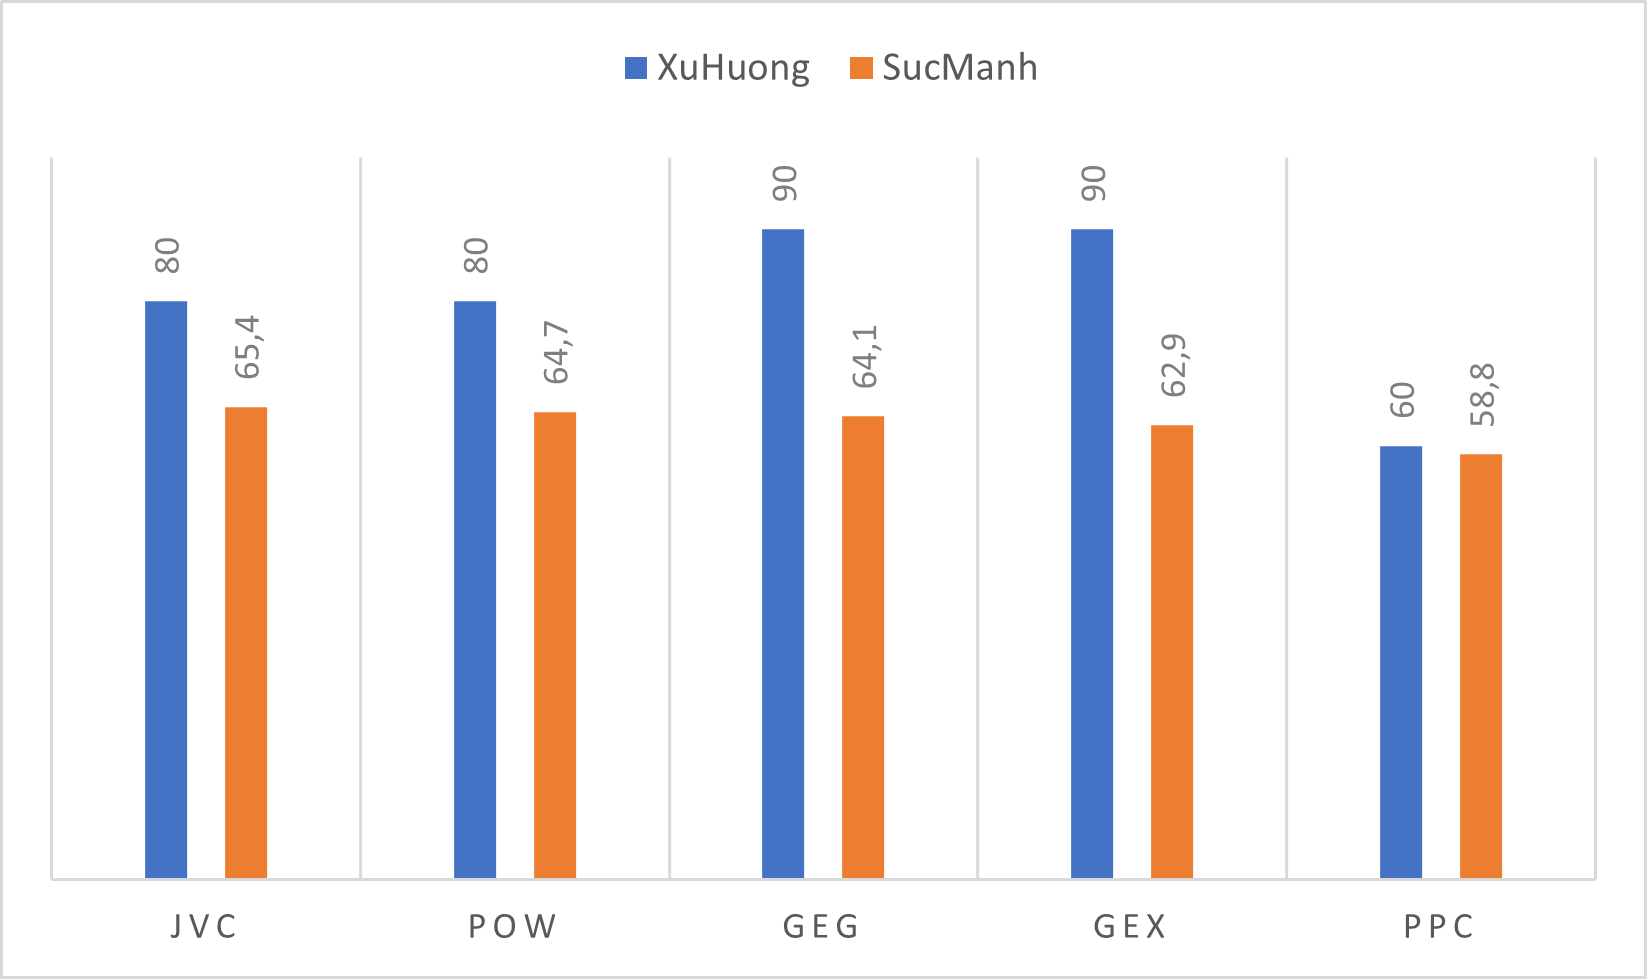 XuHuong SucManh
80 65,4 80 64,7 90 64,1 90 62,9 60 58,8
JVC POW GEG GEX PPC